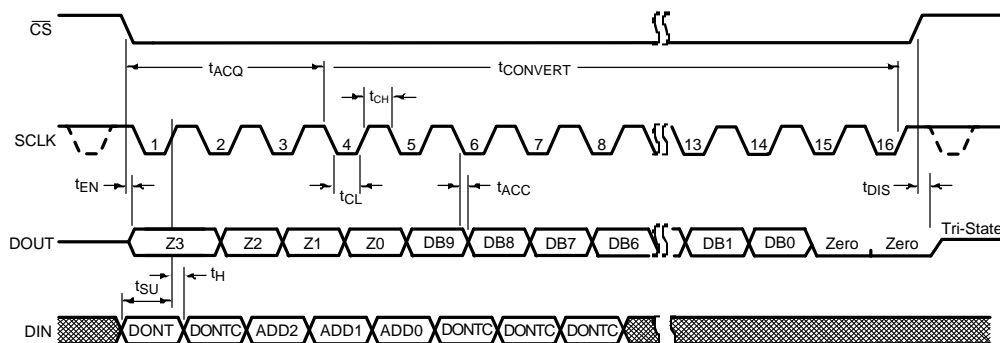 CS
tACQ
tCONVERT
tCH
SCLK
1 2 3 4 5 6 7 8 13 14 15 16
tEN
tCL
tACC
tDIS
DOUT
Z3 Z2 Z1 Z0 DB9 DB8 DB7 DB6 DB1 DB0 Zero Zero
Tri-State
tSU
tH
DIN
DONT DONTC ADD2 ADD1 ADD0 DONTC DONTC DONTC